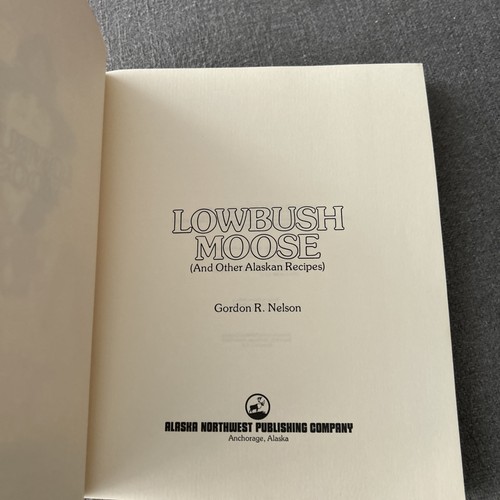 LOWBUSH
MOOSE
(And Other Alaskan Recipes)
Gordon R. Nelson
ALASKA NORTHWEST PUBLISHING COMPANY
Anchorage, Alaska